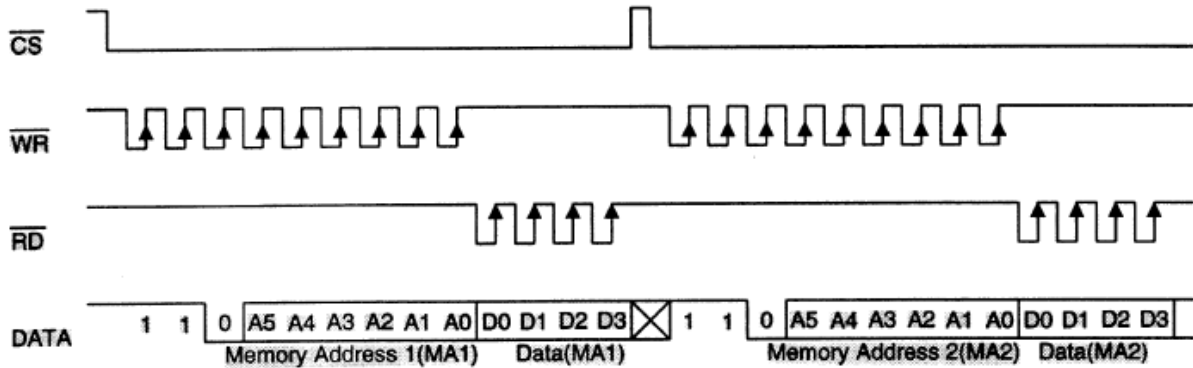 CS
WR
RD
DATA 1 1 0 A5 A4 A3 A2 A1 A0 D0 D1 D2 D3 1 1 0 A5 A4 A3 A2 A1 A0 D0 D1 D2 D3
Memory Address 1(MA1) Data(MA1) Memory Address 2(MA2) Data(MA2)